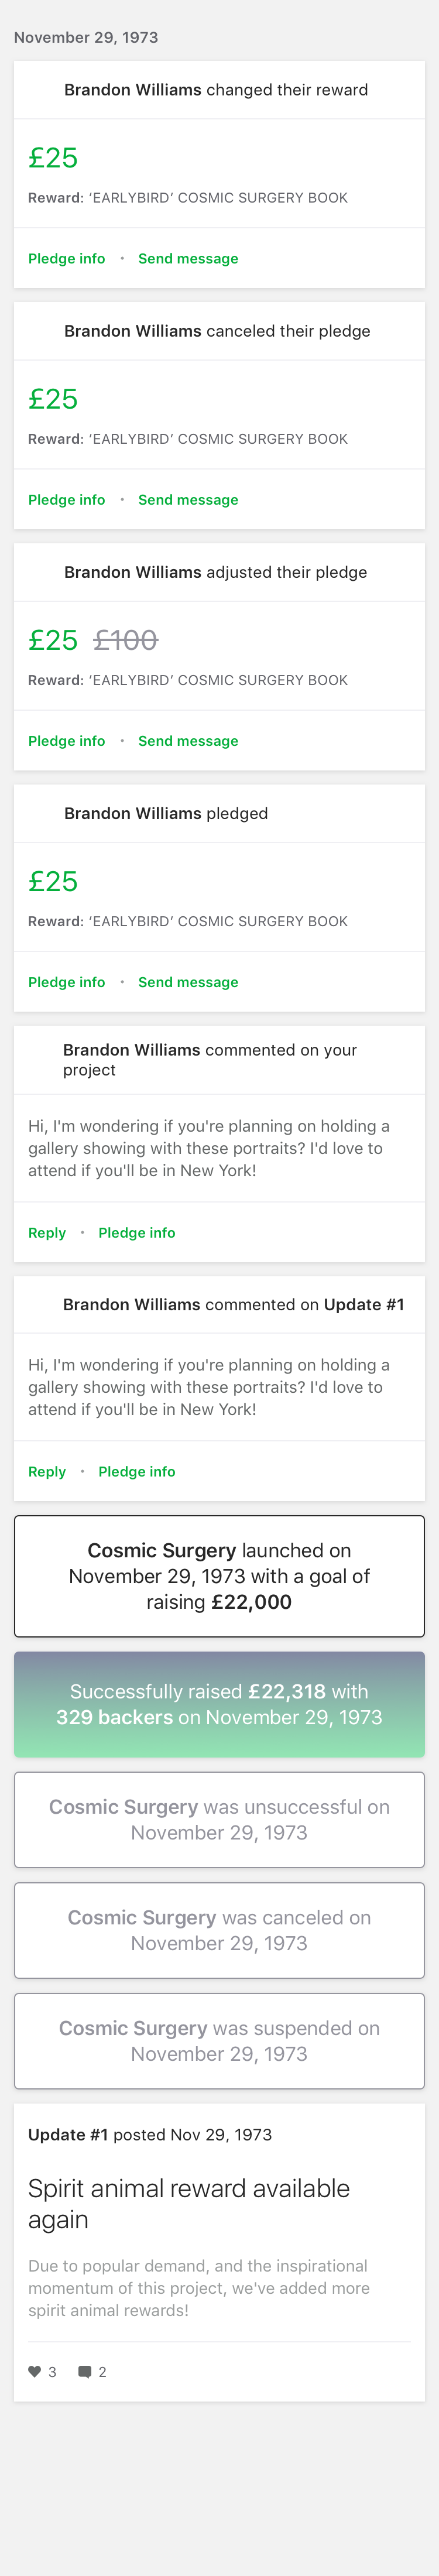 November 29, 1973
Brandon Williams changed their reward
£25
Reward: ‘EARLYBIRD’ COSMIC SURGERY BOOK
Pledge info • Send message
Brandon Williams canceled their pledge
£25
Reward: ‘EARLYBIRD’ COSMIC SURGERY BOOK
Pledge info • Send message
Brandon Williams adjusted their pledge
£25 £100
Reward: ‘EARLYBIRD’ COSMIC SURGERY BOOK
Pledge info • Send message
Brandon Williams pledged
£25
Reward: ‘EARLYBIRD’ COSMIC SURGERY BOOK
Pledge info • Send message
Brandon Williams commented on your
project
Hi, I'm wondering if you're planning on holding a
gallery showing with these portraits? I'd love to
attend if you'll be in New York!
Reply • Pledge info
Brandon Williams commented on Update #1
Hi, I'm wondering if you're planning on holding a
gallery showing with these portraits? I'd love to
attend if you'll be in New York!
Reply • Pledge info
Cosmic Surgery launched on
November 29, 1973 with a goal of
raising £22,000
Successfully raised £22,318 with
329 backers on November 29, 1973
Cosmic Surgery was unsuccessful on
November 29, 1973
Cosmic Surgery was canceled on
November 29, 1973
Cosmic Surgery was suspended on
November 29, 1973
Update #1 posted Nov 29, 1973
Spirit animal reward available
again
Due to popular demand, and the inspirational
momentum of this project, we've added more
spirit animal rewards!
3 2